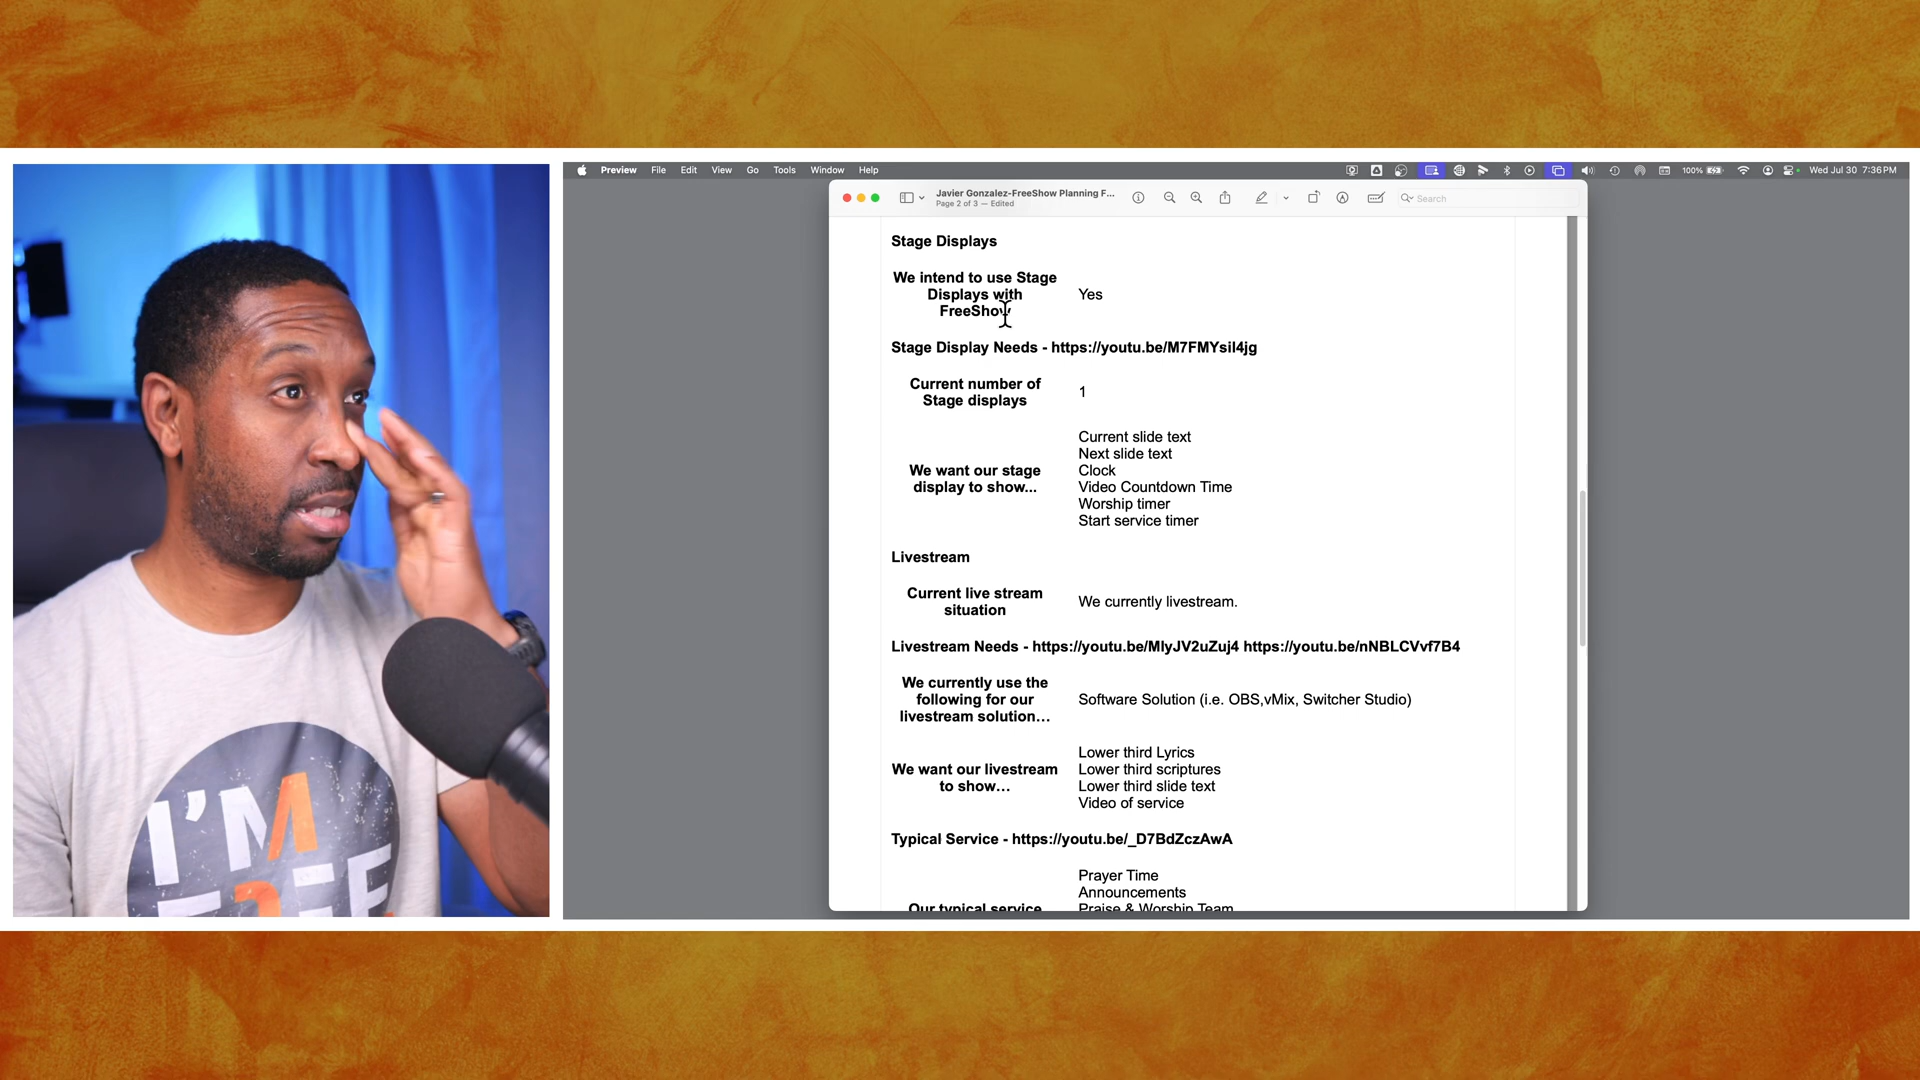 Preview File Edit View Go Tools Window Help
100% Wed Jul 30 7:36 PM
Javier Gonzalez-FreeShow Planning F...
Page 2 of 3 — Edited
Search
Stage Displays
We intend to use Stage
Displays with
FreeShow
Yes
Stage Display Needs - https://youtu.be/M7FMYsil4jg
Current number of
Stage displays
1
We want our stage
display to show...
Current slide text
Next slide text
Clock
Video Countdown Time
Worship timer
Start service timer
Livestream
Current live stream
situation
We currently livestream.
Livestream Needs - https://youtu.be/MlyJV2uZuj4 https://youtu.be/nNBLCVvf7B4
We currently use the
following for our
livestream solution...
Software Solution (i.e. OBS,vMix, Switcher Studio)
We want our livestream
to show...
Lower third Lyrics
Lower third scriptures
Lower third slide text
Video of service
Typical Service - https://youtu.be/_D7BdZczAwA
Our typical service
Prayer Time
Announcements
Praise & Worship Team
I'M